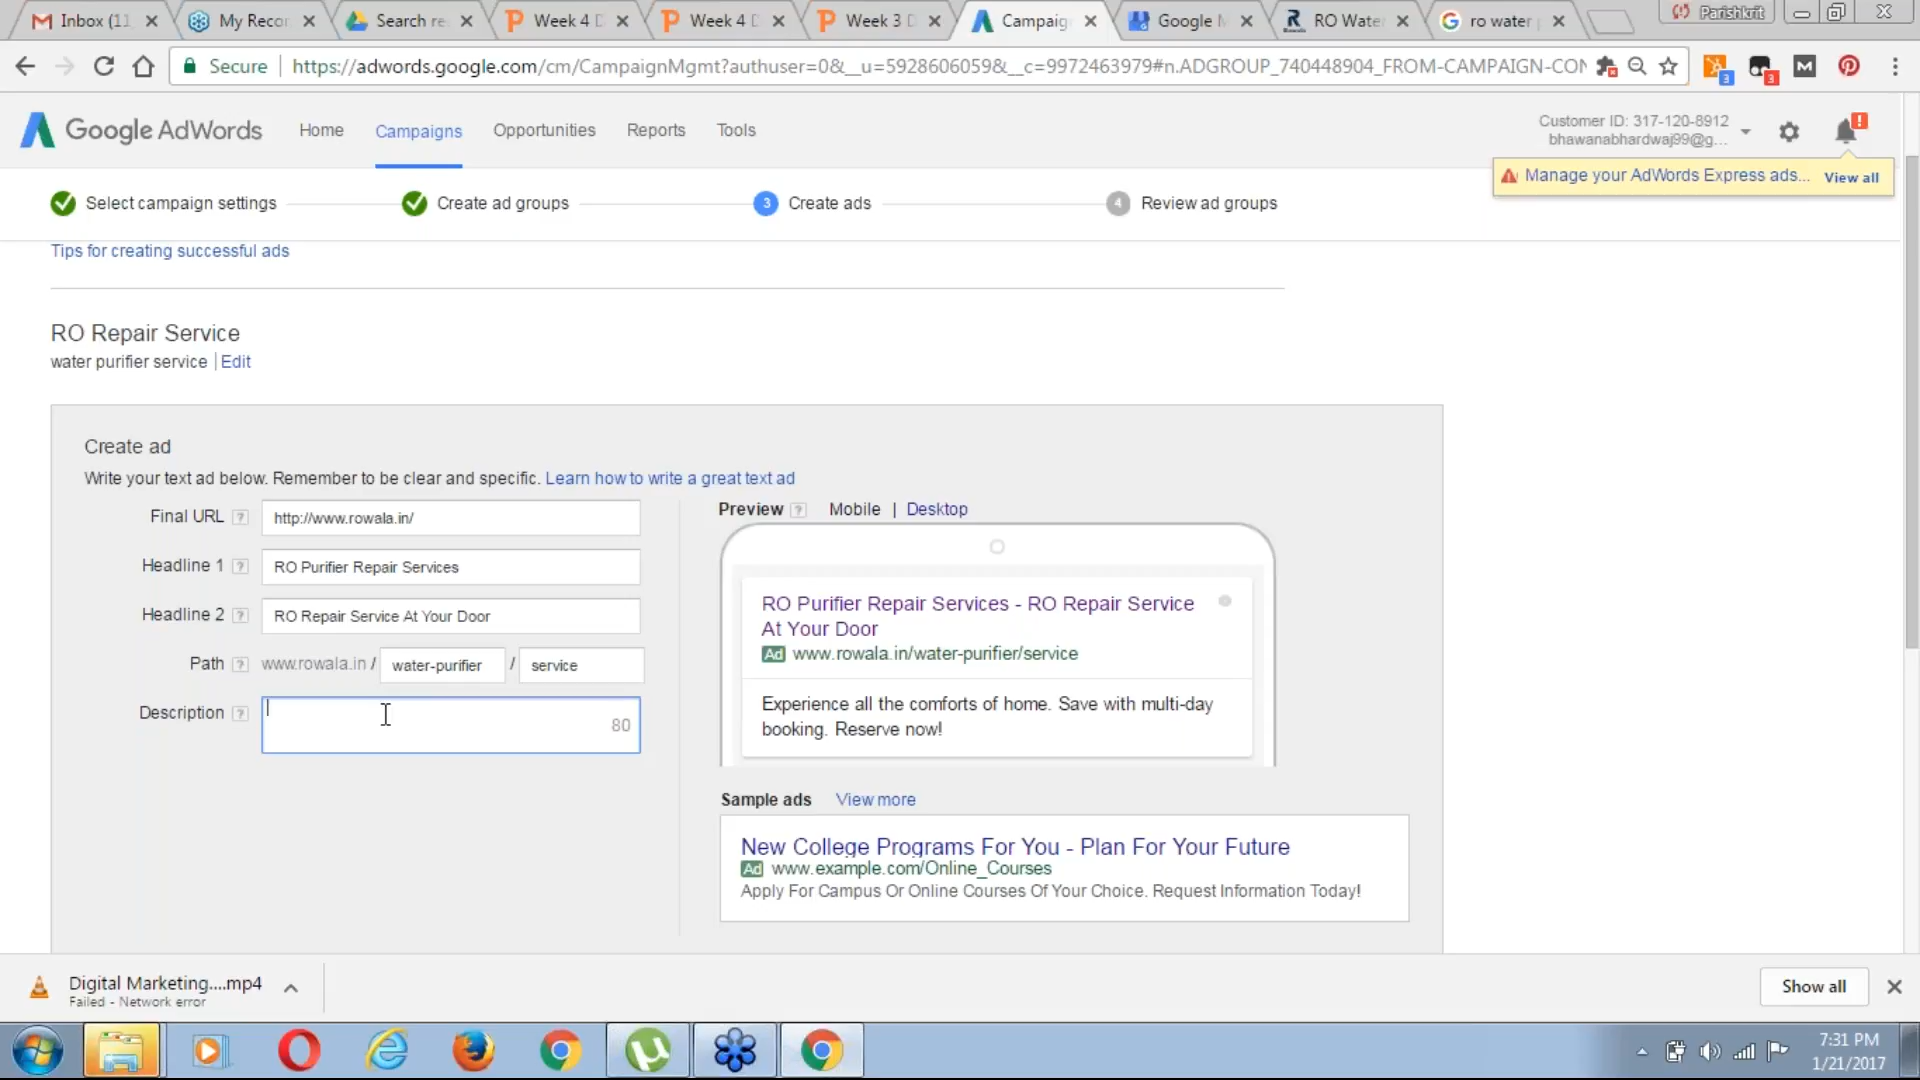 Inbox (11
My Recor
Search re
Week 4 D
Week 4 D
Week 3 D
Campaig
Google M
RO Wate
ro water p
Parishkrit
Secure
https://adwords.google.com/cm/CampaignMgmt?authuser=0&__u=5928606059&__c=9972463979#n.ADGROUP_740448904_FROM-CAMPAIGN-CON
3
3
M
Google AdWords
Home
Campaigns
Opportunities
Reports
Tools
Customer ID: 317-120-8912
bhawanabhardwaj99@g...
!
Manage your AdWords Express ads... View all
Select campaign settings
Create ad groups
3 Create ads
4 Review ad groups
Tips for creating successful ads
RO Repair Service
water purifier service | Edit
Create ad
Write your text ad below. Remember to be clear and specific. Learn how to write a great text ad
Final URL ? http://www.rowala.in/
Headline 1 ? RO Purifier Repair Services
Headline 2 ? RO Repair Service At Your Door
Path ? www.rowala.in / water-purifier / service
Description ? 80
Preview ? Mobile | Desktop
RO Purifier Repair Services - RO Repair Service
At Your Door
Ad www.rowala.in/water-purifier/service
Experience all the comforts of home. Save with multi-day
booking. Reserve now!
Sample ads View more
New College Programs For You - Plan For Your Future
Ad www.example.com/Online_Courses
Apply For Campus Or Online Courses Of Your Choice. Request Information Today!
Digital Marketing....mp4
Failed - Network error
Show all
7:31 PM
1/21/2017